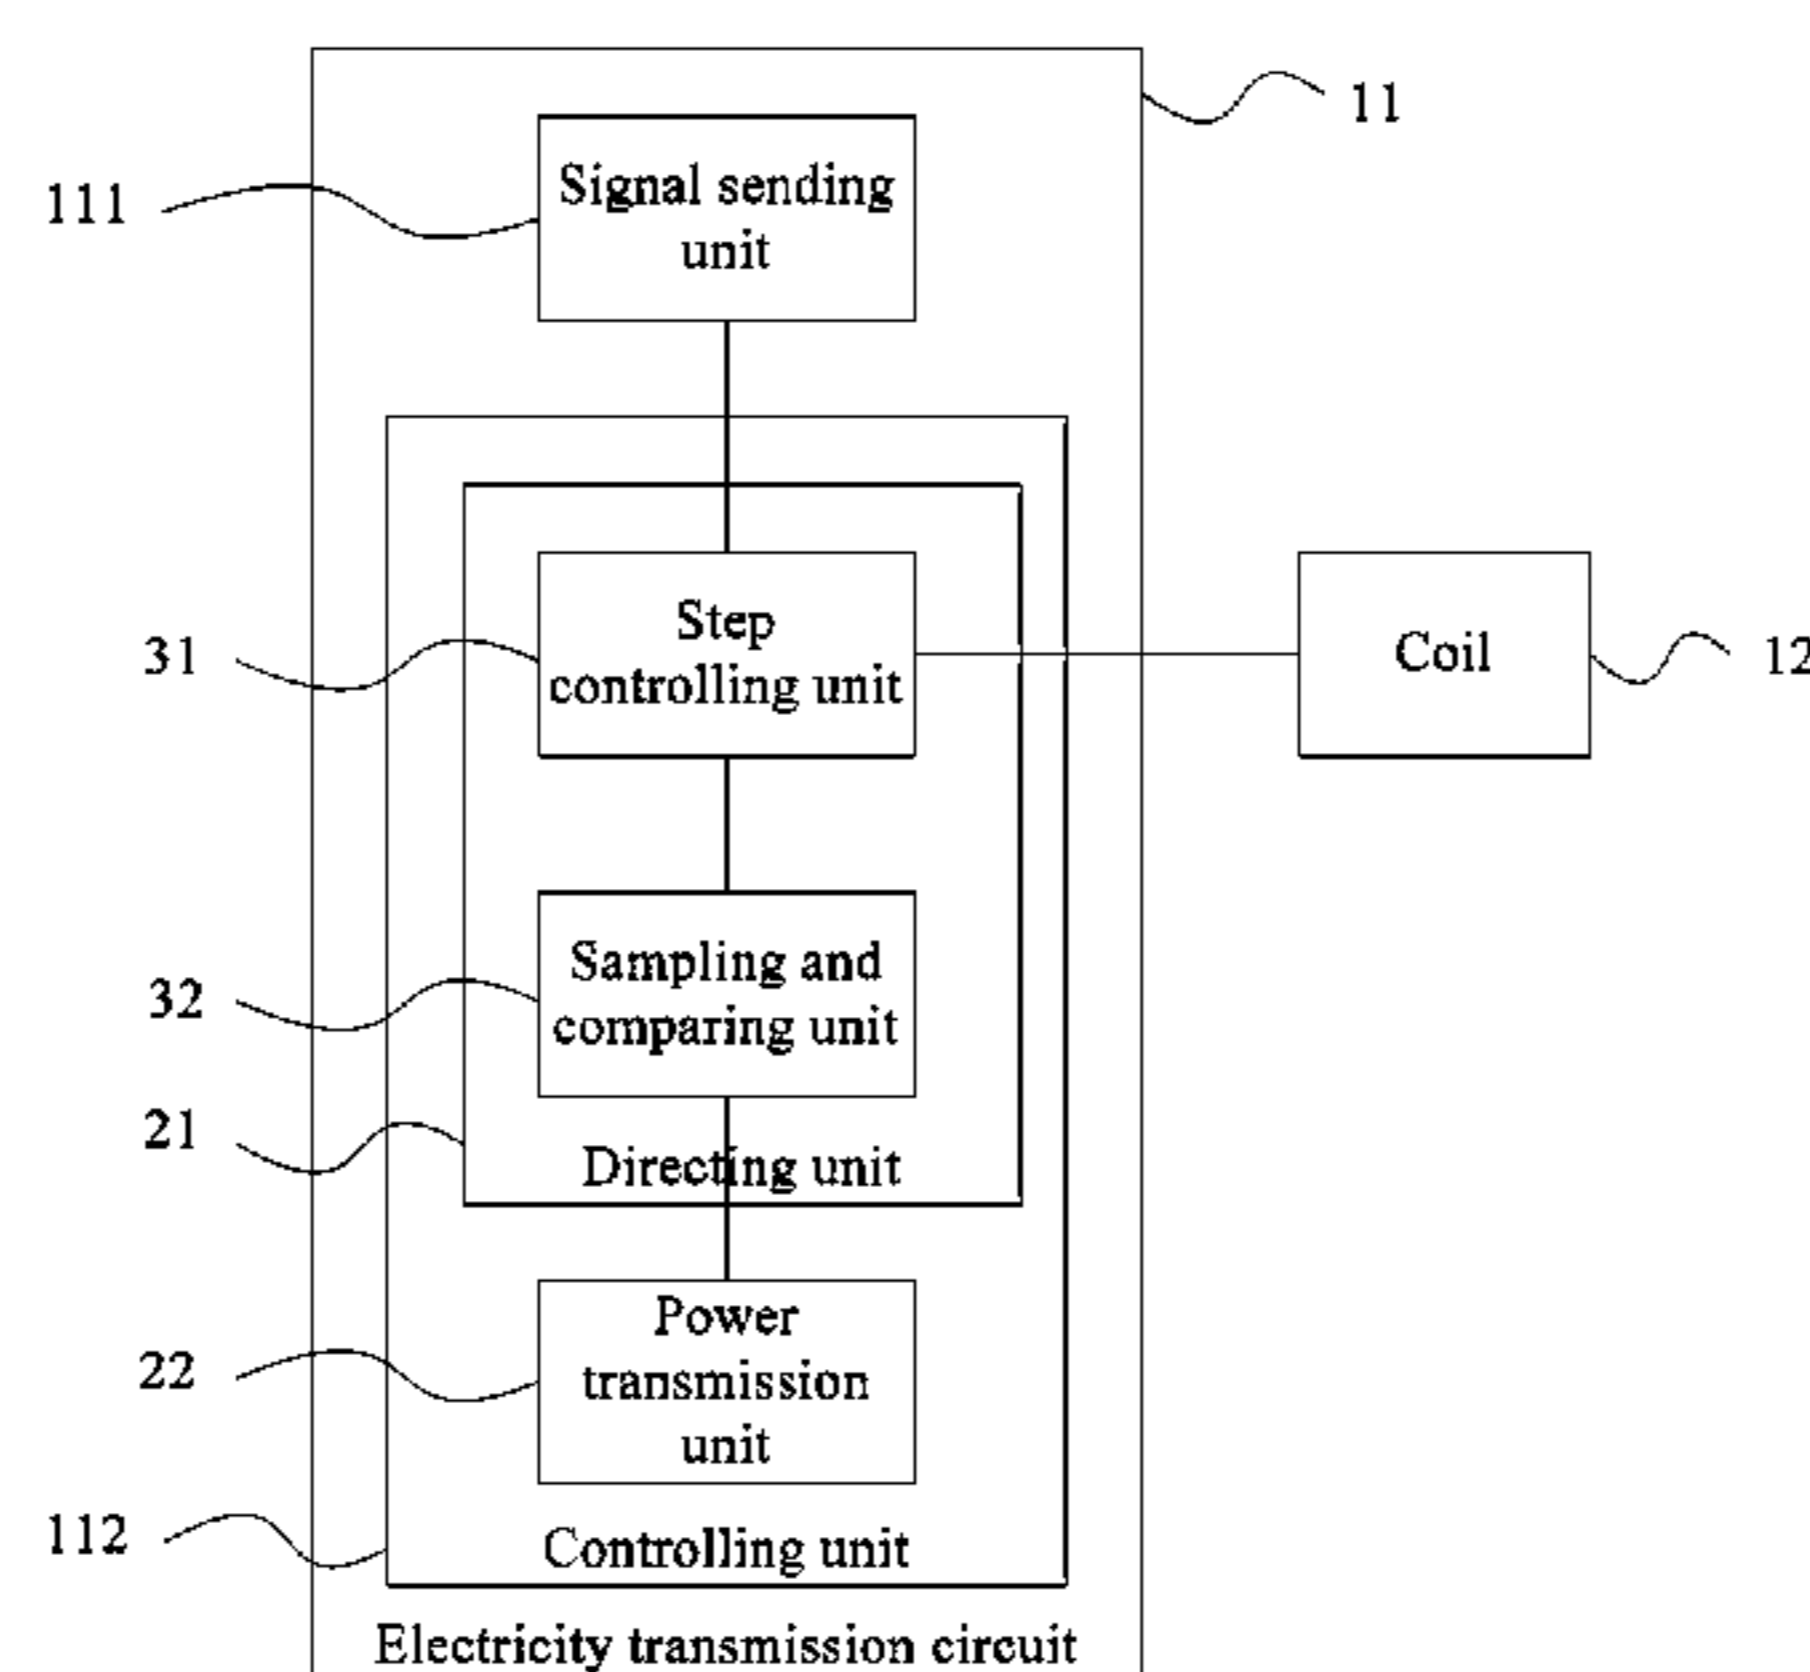 11
111
Signal sending
unit
31
Step
controlling unit
Coil
12
32
Sampling and
comparing unit
21
Directing unit
22
Power
transmission
unit
112
Controlling unit
Electricity transmission circuit